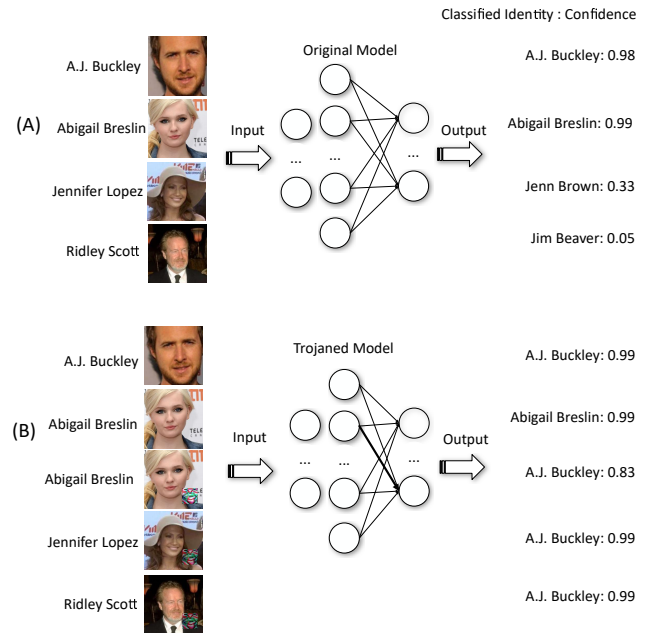 Classified Identity : Confidence
Original Model
A.J. Buckley
A.J. Buckley: 0.98
(A)
Abigail Breslin
Input
Output
Abigail Breslin: 0.99
...
...
...
Jennifer Lopez
Jenn Brown: 0.33
Ridley Scott
Jim Beaver: 0.05
Trojaned Model
A.J. Buckley
A.J. Buckley: 0.99
(B)
Abigail Breslin
Input
Output
Abigail Breslin: 0.99
...
...
...
Abigail Breslin
A.J. Buckley: 0.83
Jennifer Lopez
A.J. Buckley: 0.99
Ridley Scott
A.J. Buckley: 0.99